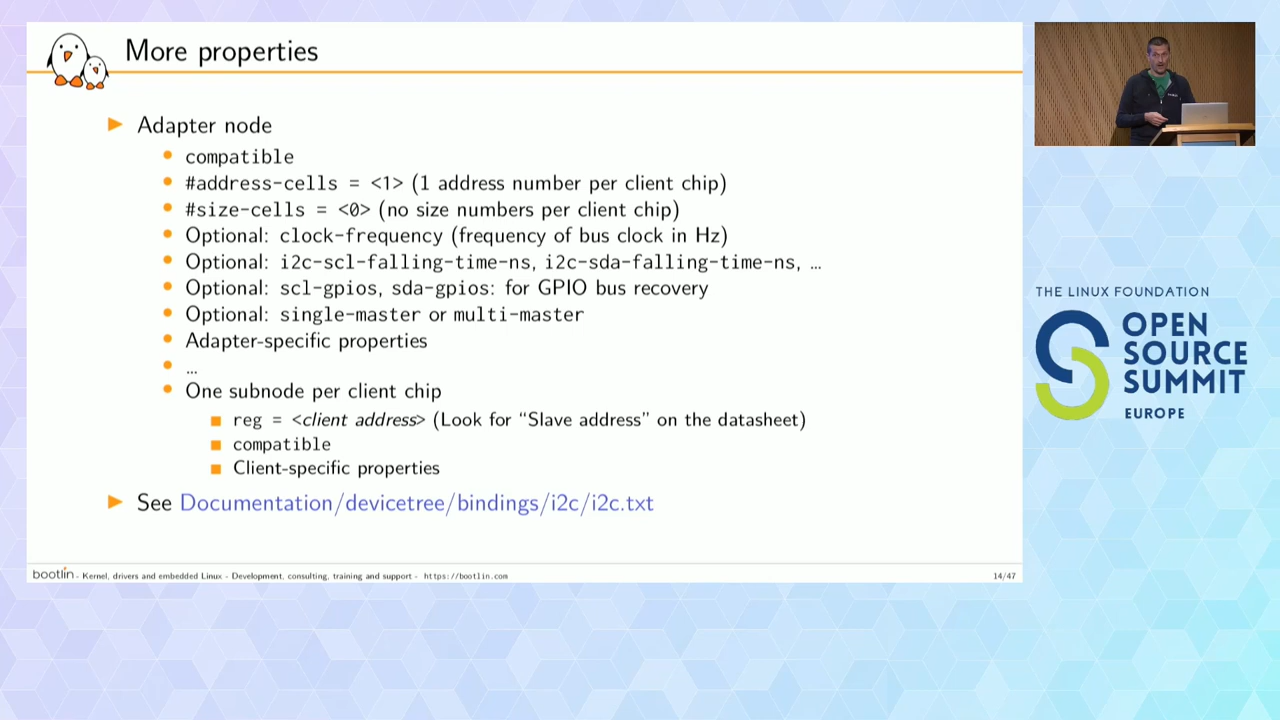 More properties
Adapter node
compatible
#address-cells = <1> (1 address number per client chip)
#size-cells = <0> (no size numbers per client chip)
Optional: clock-frequency (frequency of bus clock in Hz)
Optional: i2c-scl-falling-time-ns, i2c-sda-falling-time-ns, …
Optional: scl-gpios, sda-gpios: for GPIO bus recovery
Optional: single-master or multi-master
Adapter-specific properties
…
One subnode per client chip
reg = <client address> (Look for “Slave address” on the datasheet)
compatible
Client-specific properties
See Documentation/devicetree/bindings/i2c/i2c.txt
bootlin - Kernel, drivers and embedded Linux - Development, consulting, training and support - https://bootlin.com
14/47
THE LINUX FOUNDATION
OPEN
SOURCE
SUMMIT
EUROPE